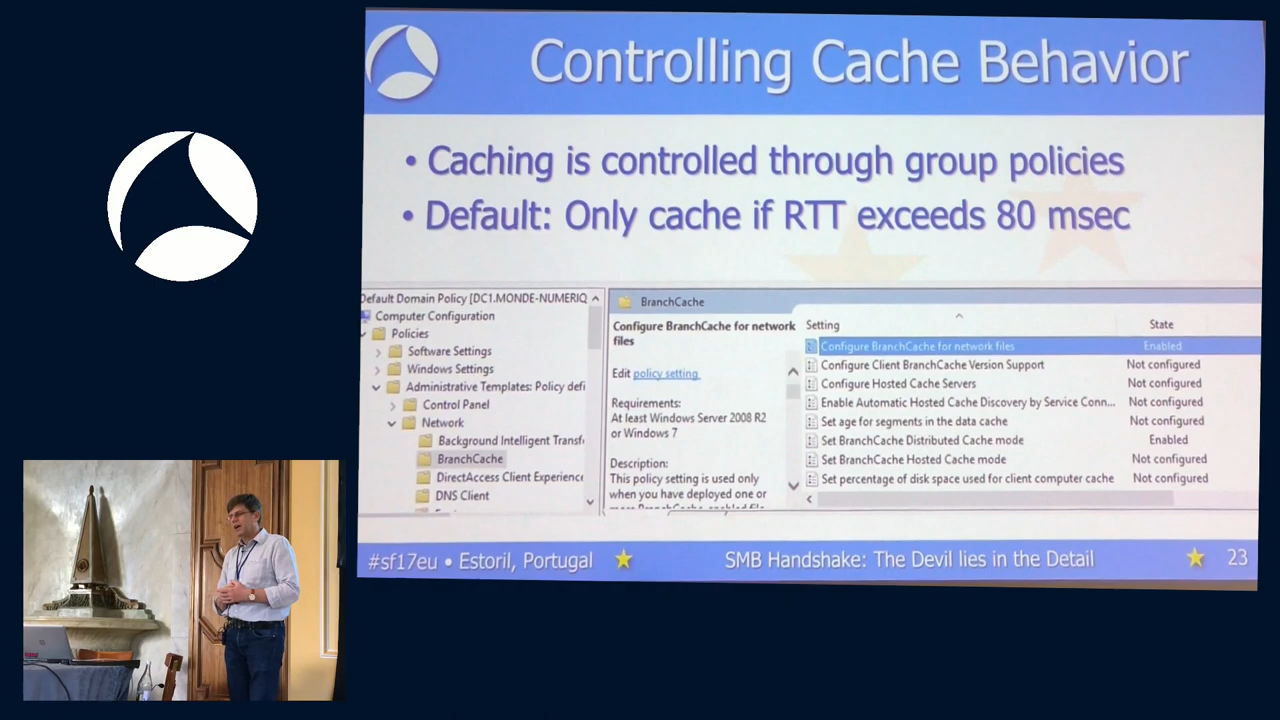 Controlling Cache Behavior
• Caching is controlled through group policies
• Default: Only cache if RTT exceeds 80 msec
Default Domain Policy [DC1.MONDE-NUMERIQ
Computer Configuration
Policies
Software Settings
Windows Settings
Administrative Templates: Policy defi
Control Panel
Network
Background Intelligent Transf
BranchCache
DirectAccess Client Experience
DNS Client
BranchCache
Configure BranchCache for network
files
Edit policy setting
Requirements:
At least Windows Server 2008 R2
or Windows 7
Description:
This policy setting is used only
when you have deployed one or
Setting State
Configure BranchCache for network files Enabled
Configure Client BranchCache Version Support Not configured
Configure Hosted Cache Servers Not configured
Enable Automatic Hosted Cache Discovery by Service Conn... Not configured
Set age for segments in the data cache Not configured
Set BranchCache Distributed Cache mode Enabled
Set BranchCache Hosted Cache mode Not configured
Set percentage of disk space used for client computer cache Not configured
#sf17eu • Estoril, Portugal
SMB Handshake: The Devil lies in the Detail
23